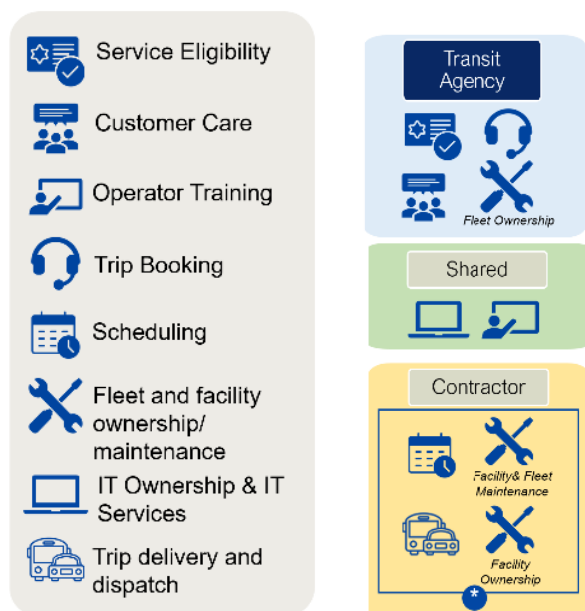 Service Eligibility
Customer Care
Operator Training
Trip Booking
Scheduling
Fleet and facility
ownership/
maintenance
IT Ownership & IT
Services
Trip delivery and
dispatch
Transit
Agency
Fleet Ownership
Shared
Contractor
Facility& Fleet
Maintenance
Facility
Ownership
*